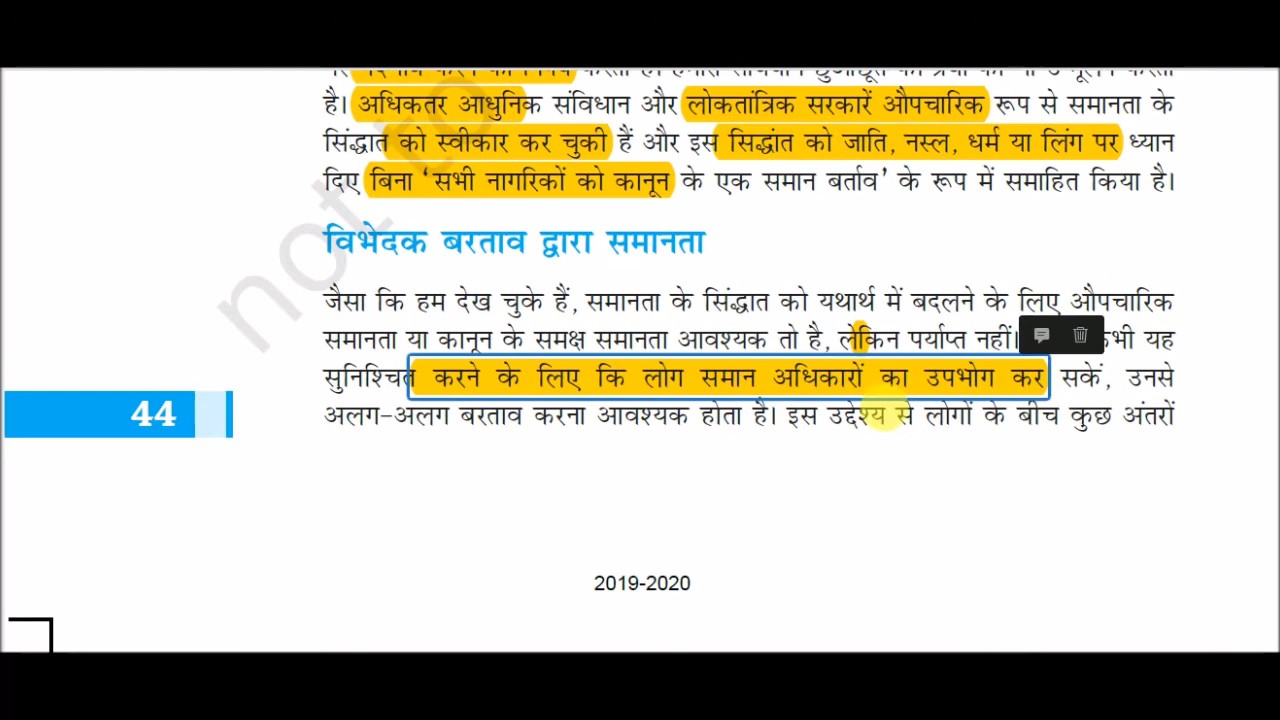 है। अधिकतर आधुनिक संविधान और लोकतांत्रिक सरकारें औपचारिक रूप से समानता के
सिंद्धात को स्वीकार कर चुकी हैं और इस सिद्धांत को जाति, नस्ल, धर्म या लिंग पर ध्यान
दिए बिना ‘सभी नागरिकों को कानून के एक समान बर्ताव’ के रूप में समाहित किया है।
not to
विभेदक बरताव द्वारा समानता
जैसा कि हम देख चुके हैं, समानता के सिंद्धात को यथार्थ में बदलने के लिए औपचारिक
समानता या कानून के समक्ष समानता आवश्यक तो है, लेकिन पर्याप्त नहीं। यह
सुनिश्चित करने के लिए कि लोग समान अधिकारों का उपभोग कर सकें, उनसे
44
अलग-अलग बरताव करना आवश्यक होता है। इस उद्देश्य से लोगों के बीच कुछ अंतरों
2019-2020